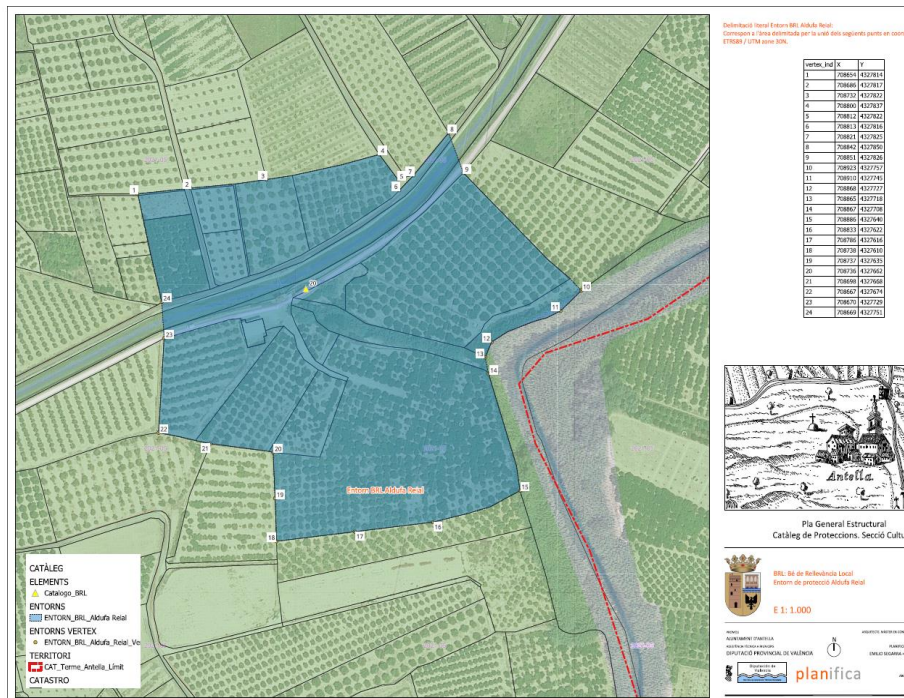 Delimitació literal Entorn BRL Aldufa Reial:
Correspon a l'àrea delimitada per la unió dels següents punts en coor
ETRS89 / UTM zone 30N.
vertex_ind X Y
1 708654 4327814
2 708686 4327817
3 708732 4327822
4 708800 4327837
5 708812 4327822
6 708813 4327816
7 708821 4327825
8 708842 4327850
9 708851 4327826
10 708923 4327757
11 708910 4327745
12 708868 4327727
13 708865 4327718
14 708867 4327708
15 708886 4327640
16 708833 4327622
17 708786 4327616
18 708738 4327610
19 708737 4327635
20 708736 4327662
21 708698 4327668
22 708667 4327674
23 708670 4327729
24 708669 4327751
1
2
3
4
5
6
7
8
9
10
11
12
13
14
15
16
17
18
19
20
21
22
23
24
20
Entorn BRL Aldufa Reial
CATÀLEG
ELEMENTS
Catalogo_BRL
ENTORNS
ENTORN_BRL_Aldufa Reial
ENTORNS VERTEX
ENTORN_BRL_Aldufa_Reial_Ve
TERRITORI
CAT_Terme_Antella_Límit
CATASTRO
Antella.
Pla General Estructural
Catàleg de Proteccions. Secció Cultu
BRL: Bé de Rellevància Local
Entorn de protecció Aldufa Reial
E 1: 1.000
AJUNTAMENT D'ANTELLA
DIPUTACIÓ PROVINCIAL DE VALÈNCIA
N
Diputació de
València
planifica